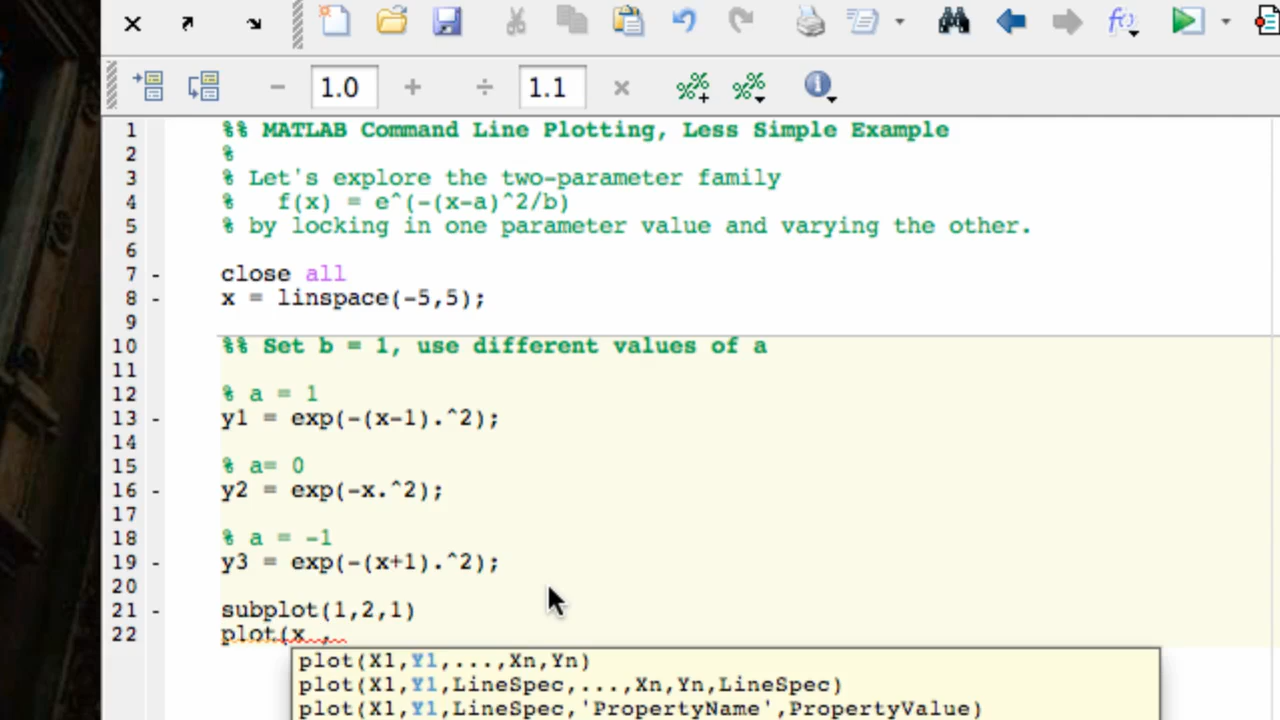 1.0
1.1
1 %% MATLAB Command Line Plotting, Less Simple Example
2 %
3 % Let's explore the two-parameter family
4 % f(x) = e^(-(x-a)^2/b)
5 % by locking in one parameter value and varying the other.
6
7 - close all
8 - x = linspace(-5,5);
9
10 %% Set b = 1, use different values of a
11
12 % a = 1
13 - y1 = exp(-(x-1).^2);
14
15 % a= 0
16 - y2 = exp(-x.^2);
17
18 % a = -1
19 - y3 = exp(-(x+1).^2);
20
21 - subplot(1,2,1)
22 plot(x ,
plot(X1,Y1,...,Xn,Yn)
plot(X1,Y1,LineSpec,...,Xn,Yn,LineSpec)
plot(X1,Y1,LineSpec,'PropertyName',PropertyValue)